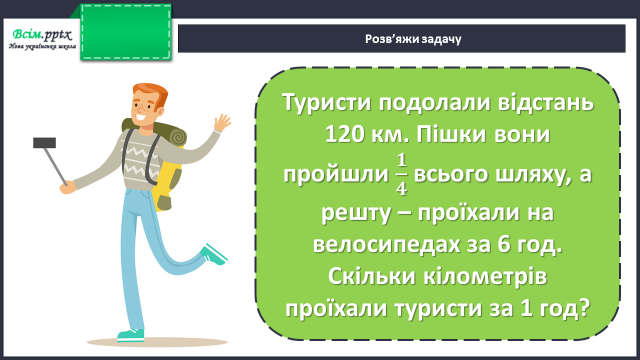 Всім.pptx
Нова українська школа
Розв'яжи задачу
Туристи подолали відстань
120 км. Пішки вони
пройшли 1/4 всього шляху, а
решту – проїхали на
велосипедах за 6 год.
Скільки кілометрів
проїхали туристи за 1 год?